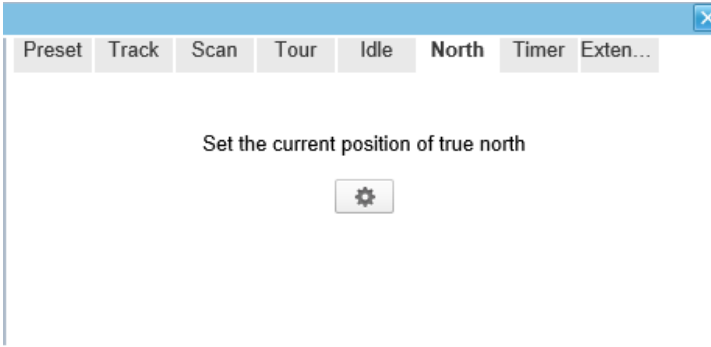 Preset Track Scan Tour Idle North Timer Exten...
Set the current position of true north